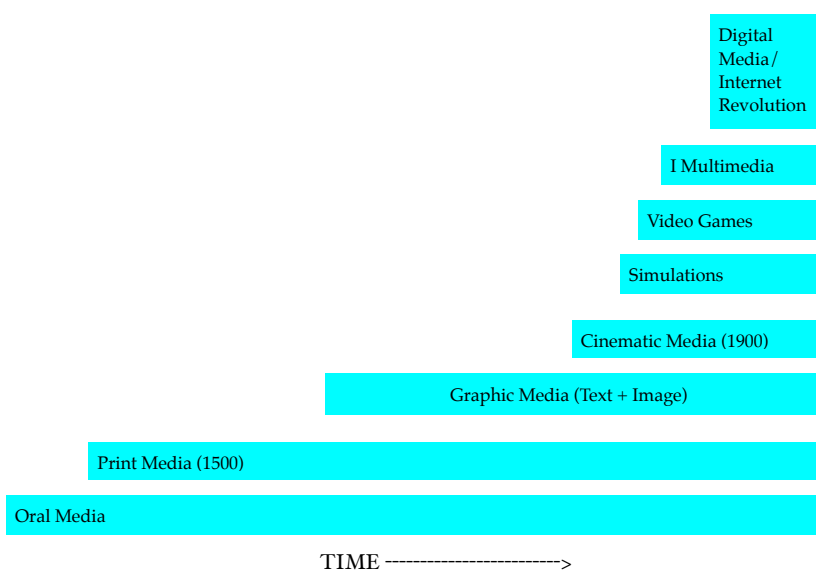 Digital
Media/
Internet
Revolution
I Multimedia
Video Games
Simulations
Cinematic Media (1900)
Graphic Media (Text + Image)
Print Media (1500)
Oral Media
TIME ------------------------->